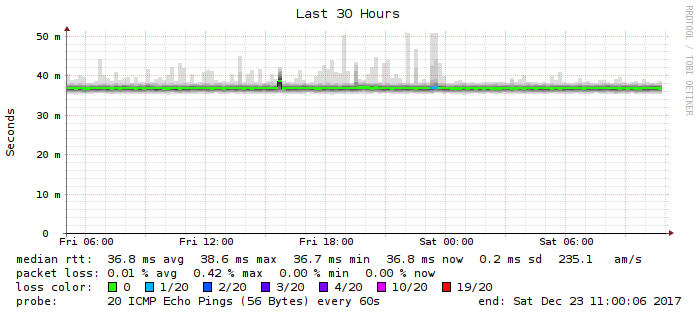 Last 30 Hours
RRDTOOL / TOBI OETIKER
Seconds
50 m
40 m
30 m
20 m
10 m
0
Fri 06:00 Fri 12:00 Fri 18:00 Sat 00:00 Sat 06:00
median rtt: 36.8 ms avg 38.6 ms max 36.7 ms min 36.8 ms now 0.2 ms sd 235.1 am/s
packet loss: 0.01 % avg 0.42 % max 0.00 % min 0.00 % now
loss color: 0 1/20 2/20 3/20 4/20 10/20 19/20
probe: 20 ICMP Echo Pings (56 Bytes) every 60s end: Sat Dec 23 11:00:06 2017